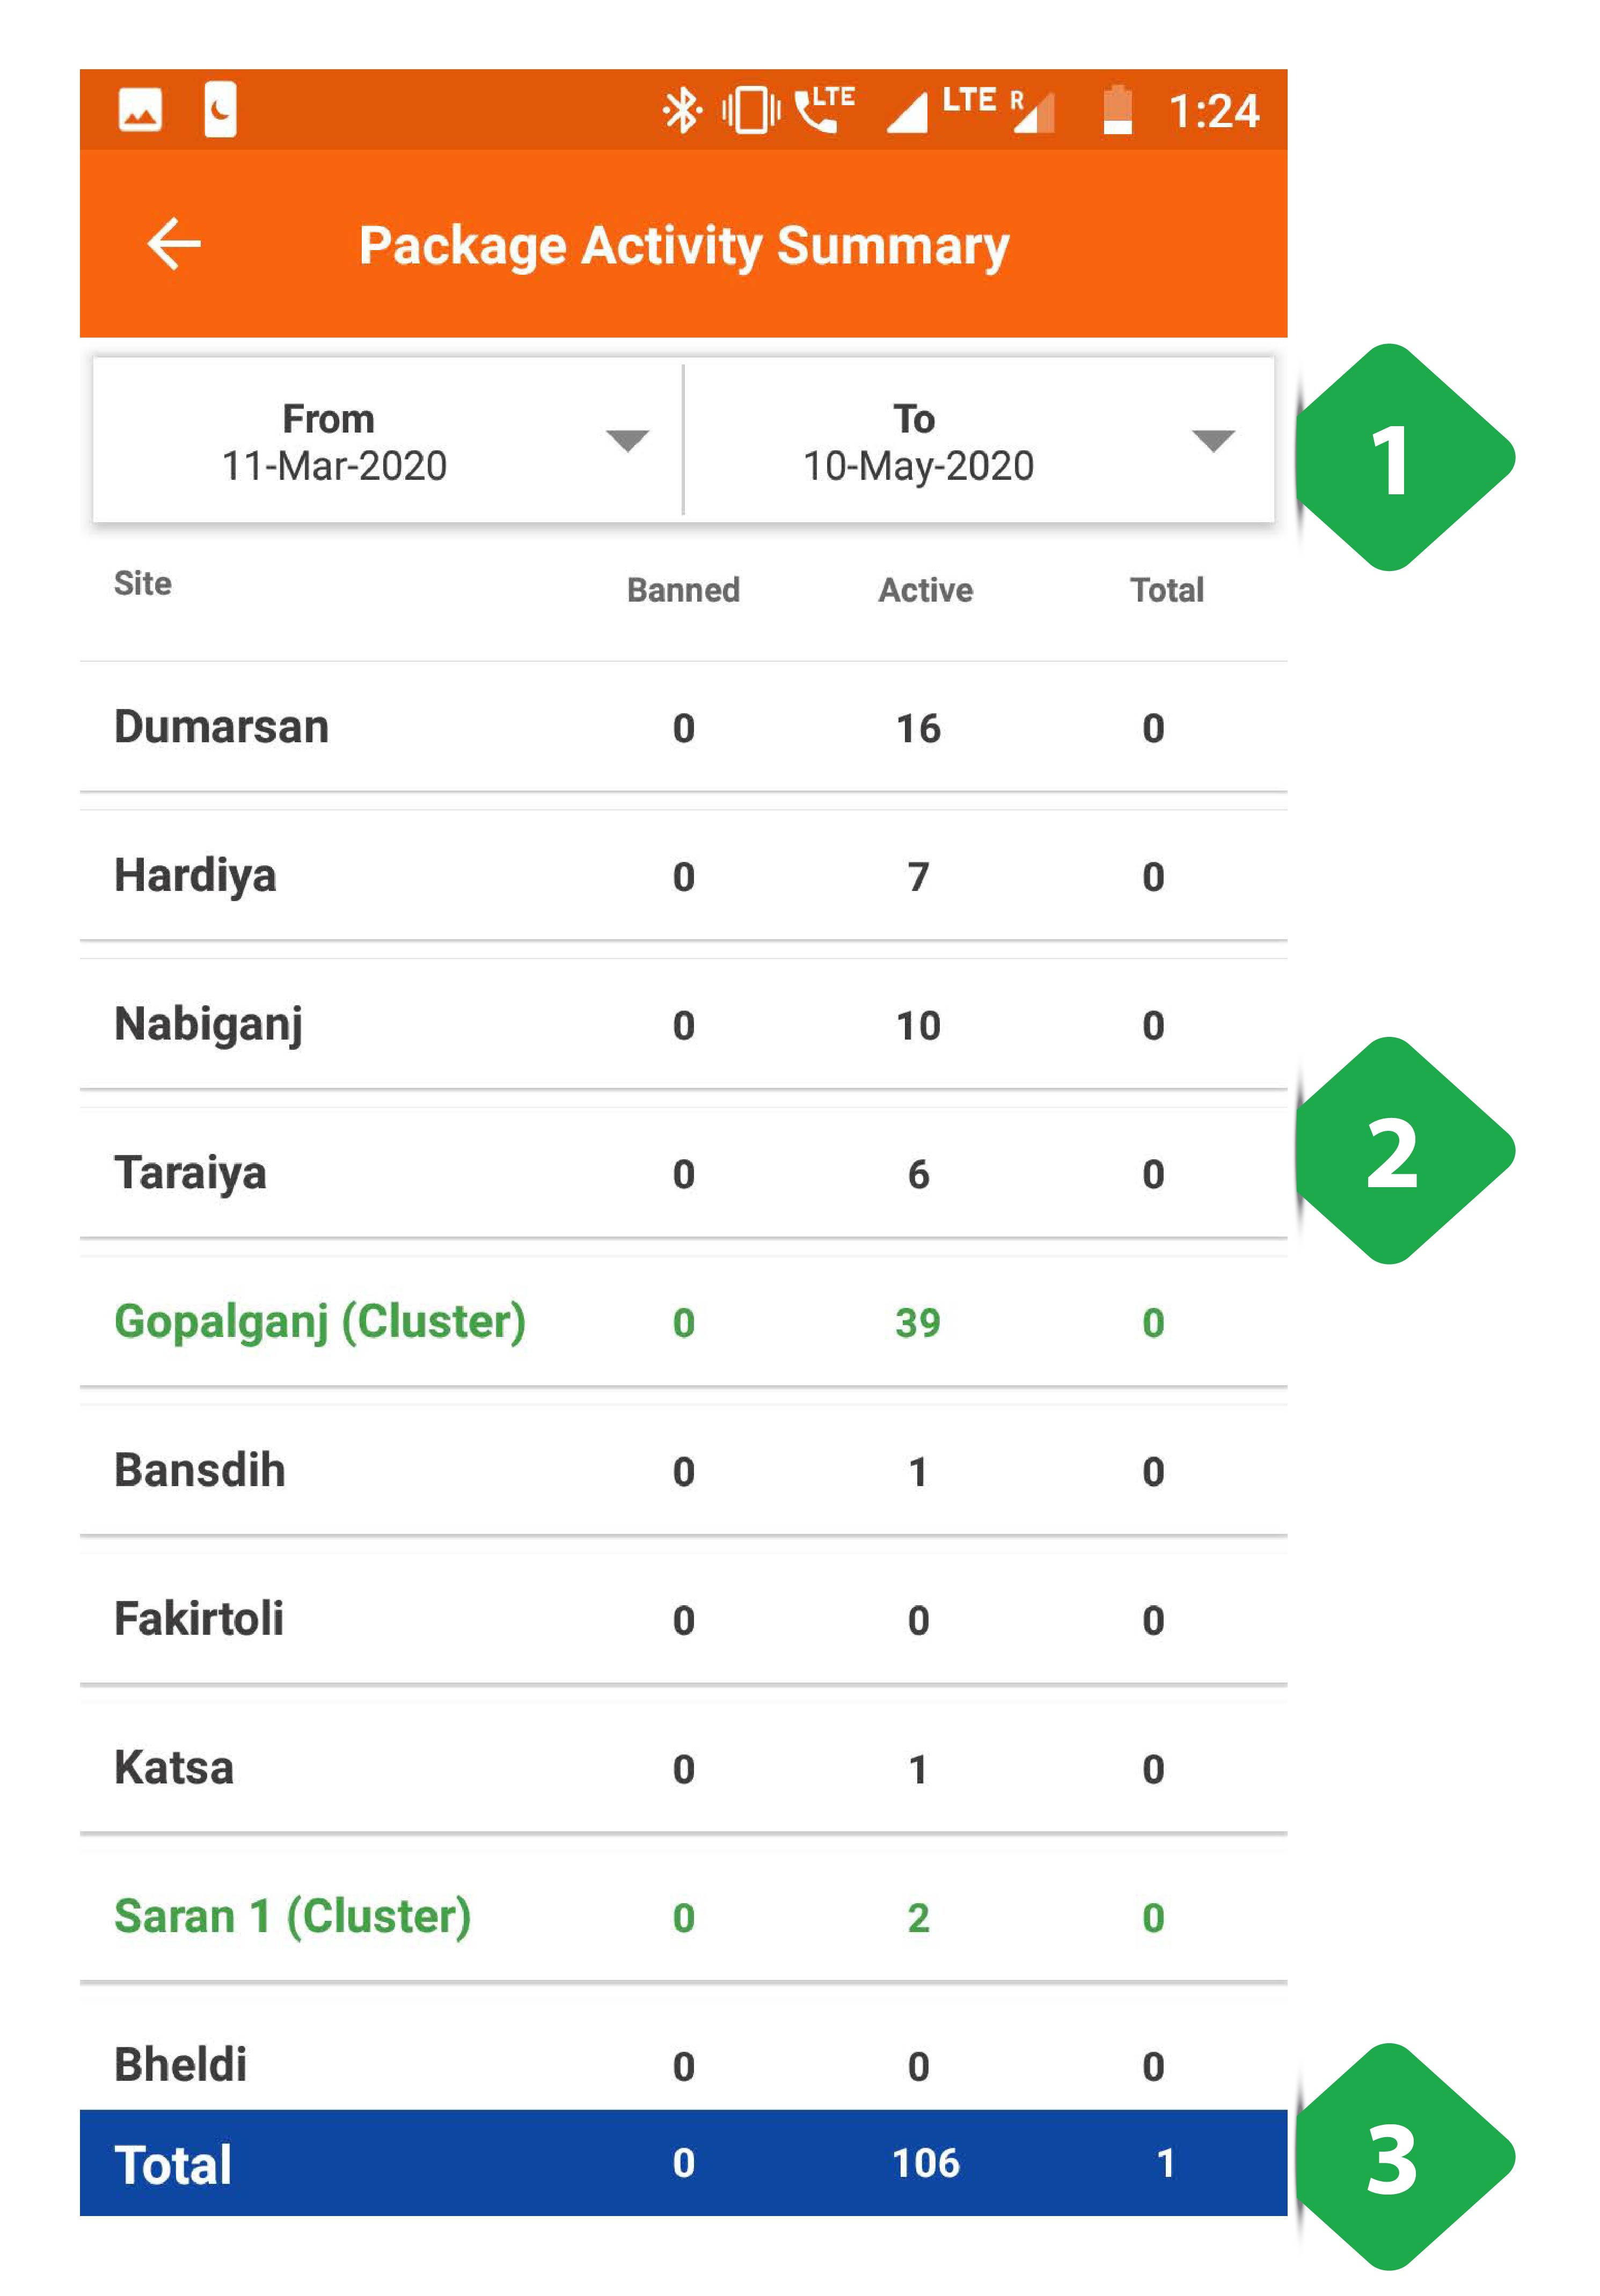 LTE LTE R 1:24
Package Activity Summary
From To
11-Mar-2020 10-May-2020
1
Site Banned Active Total
Dumarsan 0 16 0
Hardiya 0 7 0
Nabiganj 0 10 0
2
Taraiya 0 6 0
Gopalganj (Cluster) 0 39 0
Bansdih 0 1 0
Fakirtoli 0 0 0
Katsa 0 1 0
Saran 1 (Cluster) 0 2 0
Bheldi 0 0 0
Total 0 106 1
3